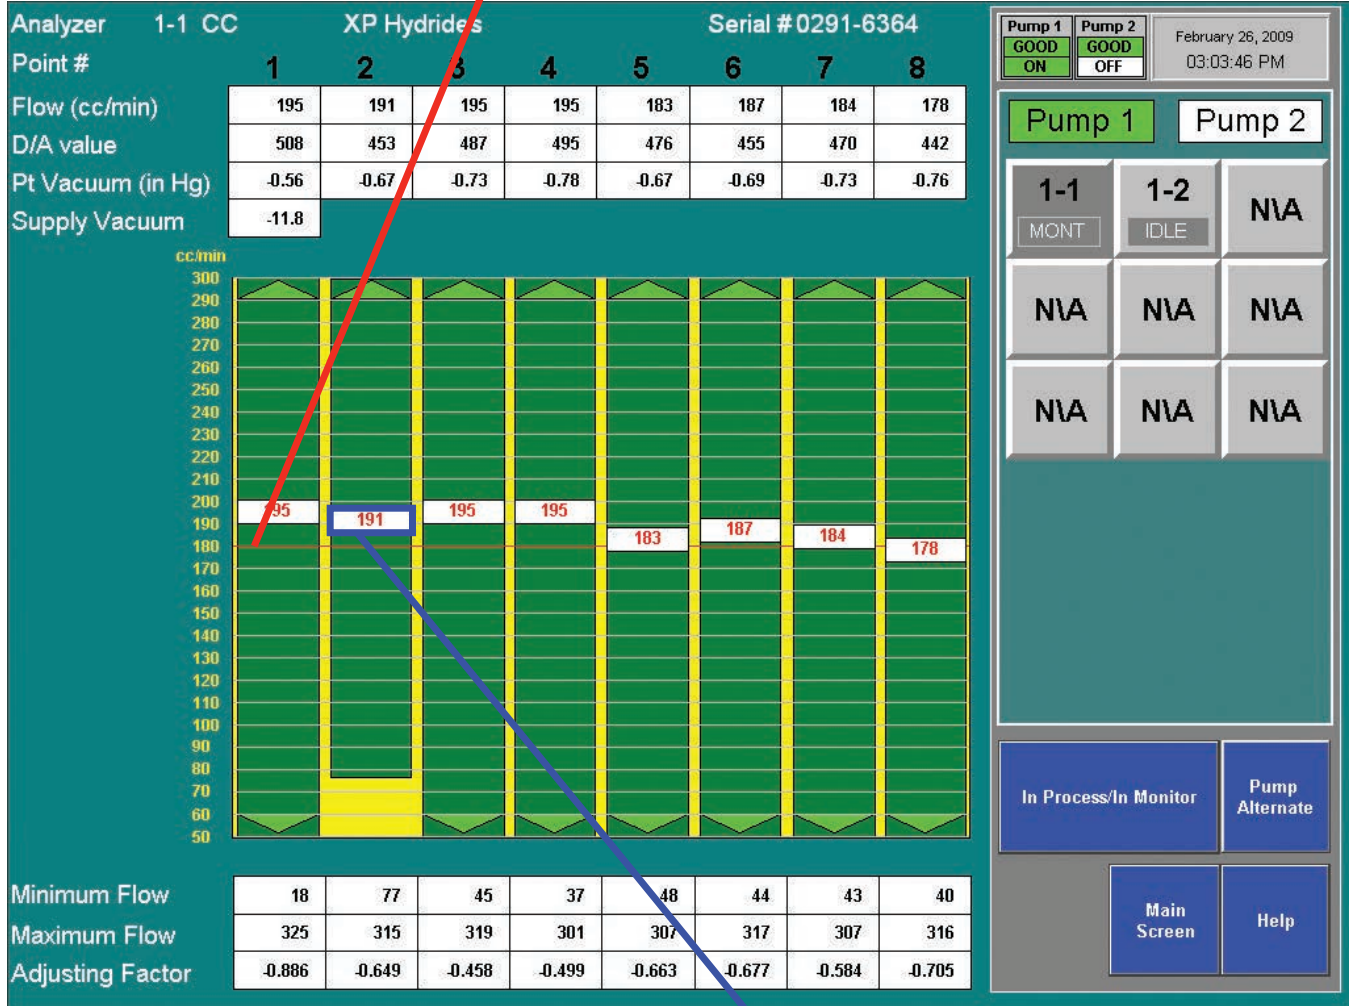 Analyzer 1-1 CC XP Hydrides Serial # 0291-6364
Point # 1 2 3 4 5 6 7 8
Flow (cc/min) 195 191 195 195 183 187 184 178
D/A value 508 453 487 495 476 455 470 442
Pt Vacuum (in Hg) -0.56 -0.67 -0.73 -0.78 -0.67 -0.69 -0.73 -0.76
Supply Vacuum -11.8
cc/min
300
290
280
270
260
250
240
230
220
210
200
190
180
170
160
150
140
130
120
110
100
90
80
70
60
50
195 191 195 195 183 187 184 178
Minimum Flow 18 77 45 37 48 44 43 40
Maximum Flow 325 315 319 301 307 317 307 316
Adjusting Factor -0.886 -0.649 -0.458 -0.499 -0.663 -0.677 -0.584 -0.705
Pump 1 Pump 2
GOOD GOOD
ON OFF
February 26, 2009
03:03:46 PM
Pump 1 Pump 2
1-1 1-2 N\A
MONT IDLE
N\A N\A N\A
N\A N\A N\A
In Process/In Monitor
Pump
Alternate
Main
Screen
Help